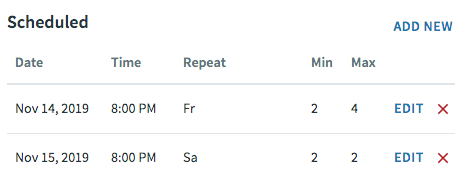 Scheduled
ADD NEW
Date Time Repeat Min Max
Nov 14, 2019 8:00 PM Fr 2 4 EDIT ×
Nov 15, 2019 8:00 PM Sa 2 2 EDIT ×